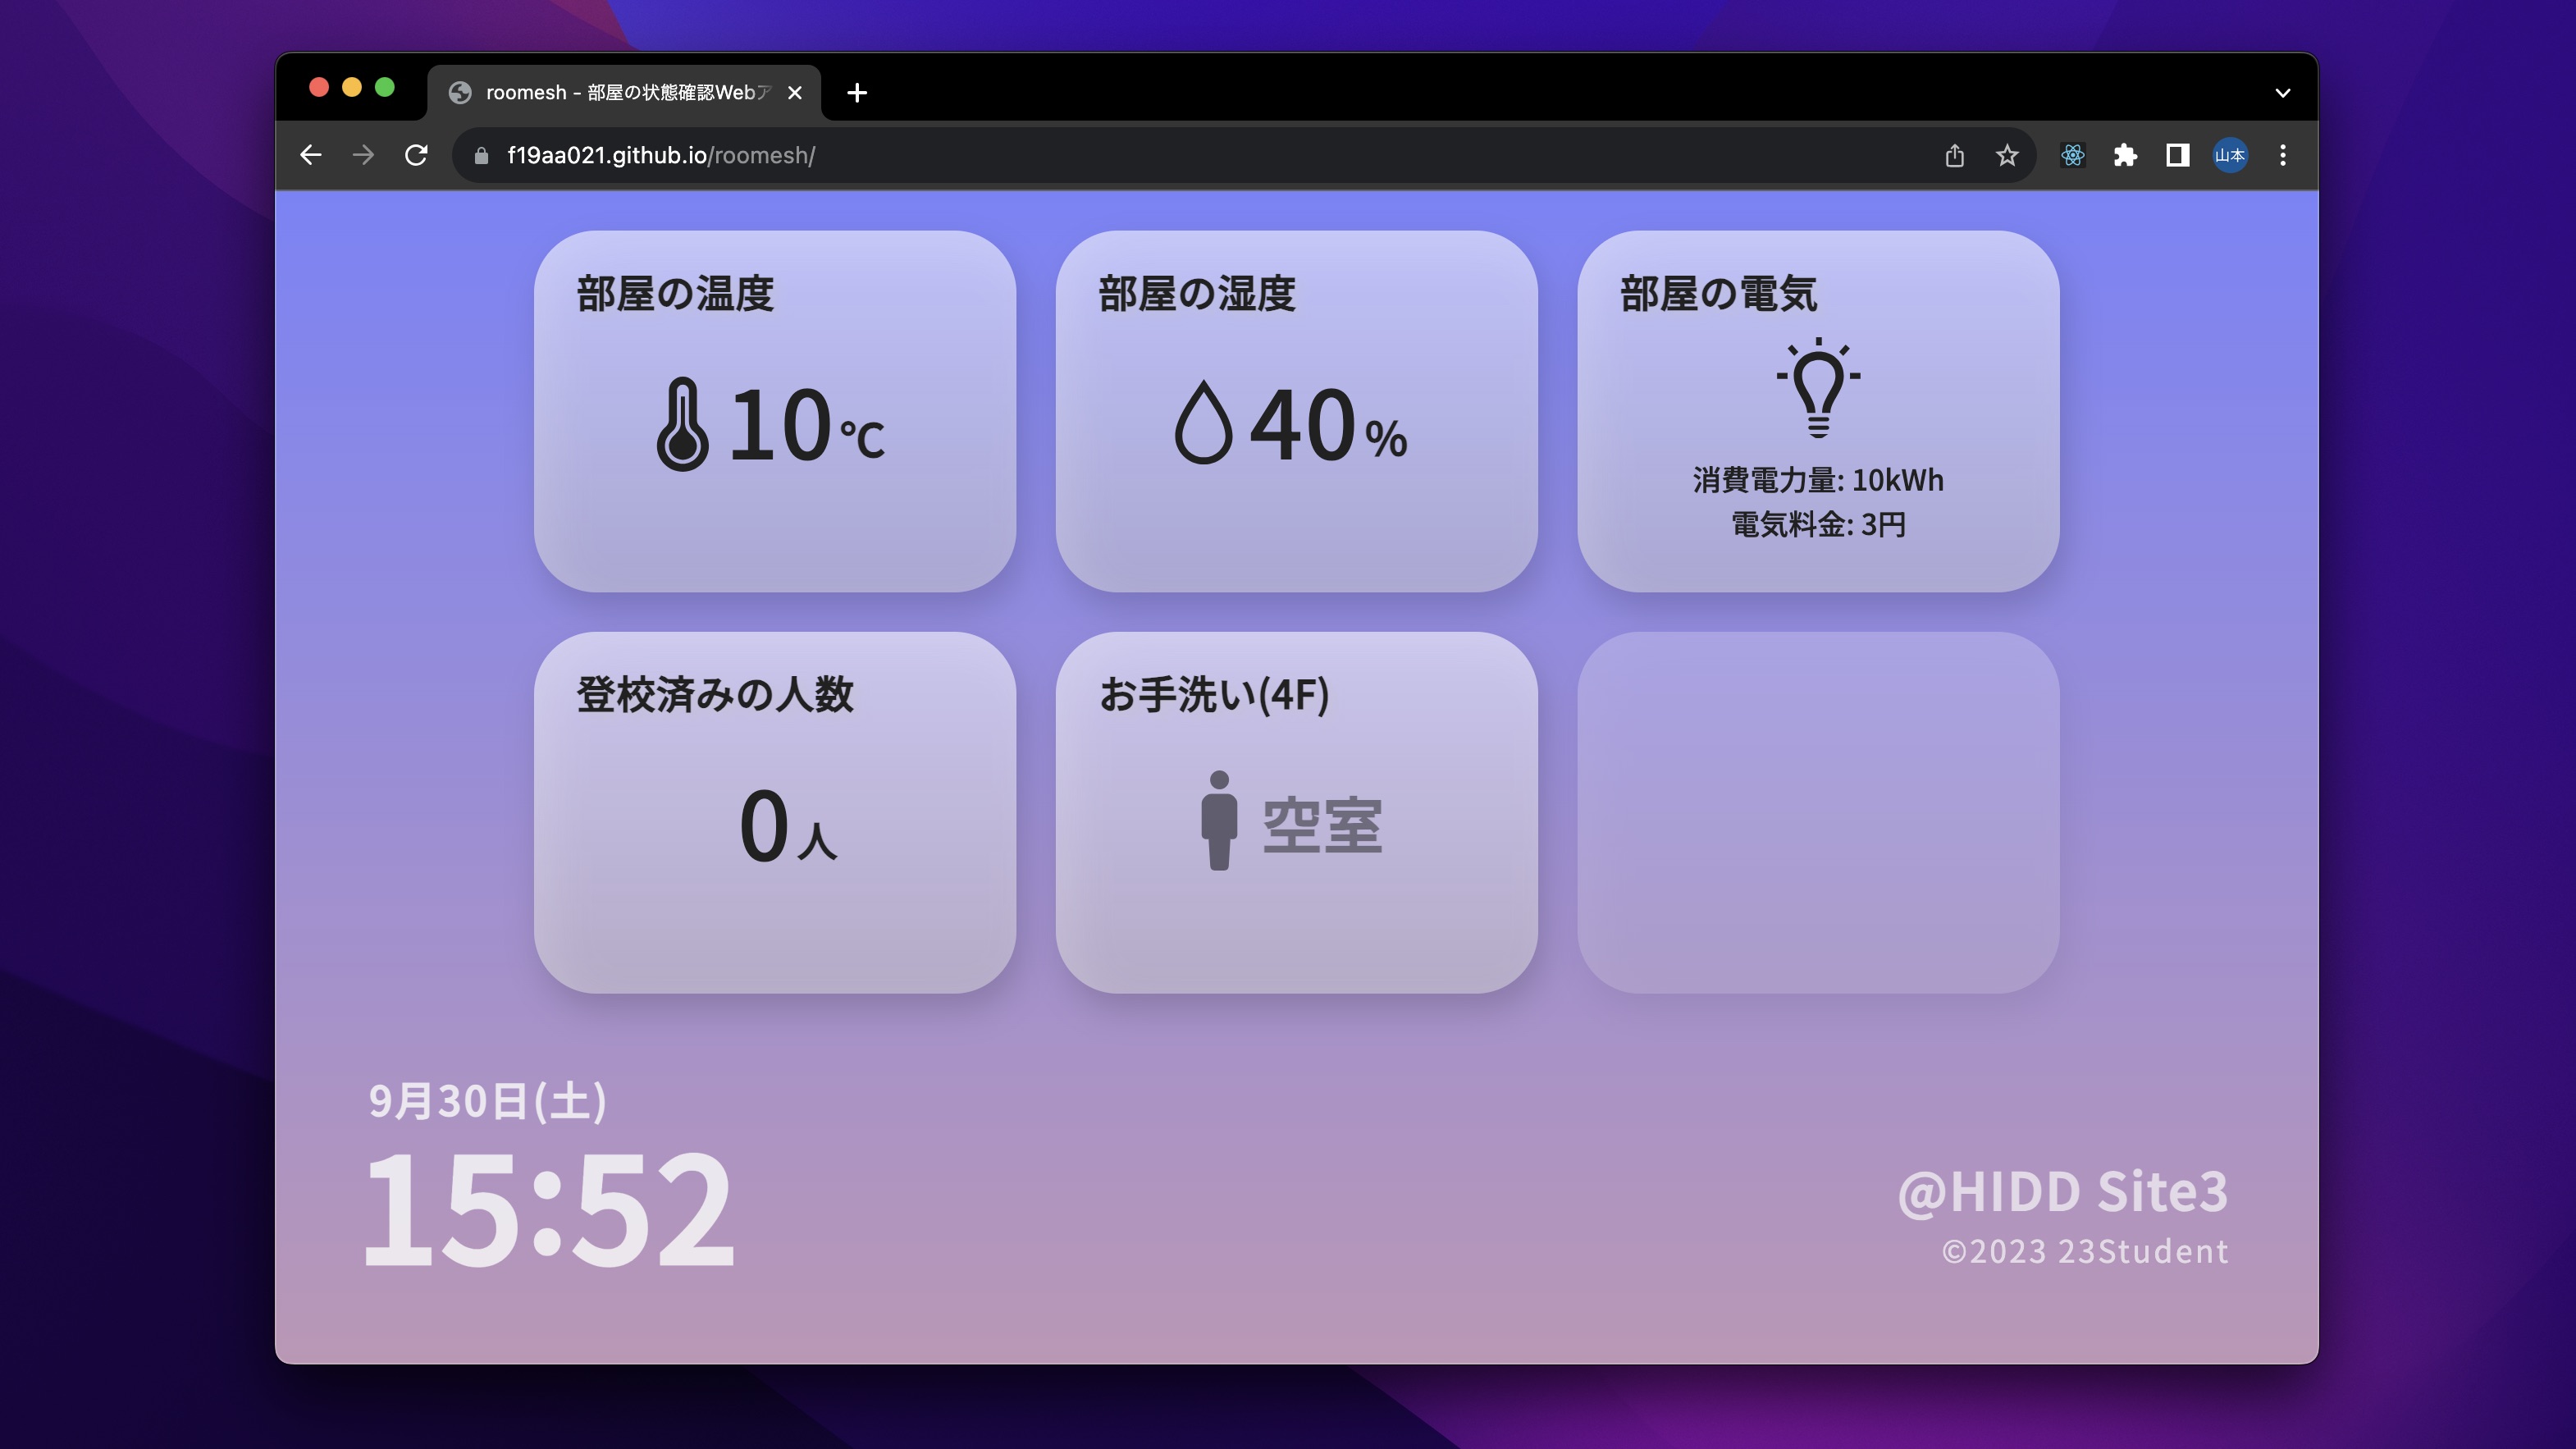 roomesh - 部屋の状態確認Webア
f19aa021.github.io/roomesh/
山本
部屋の温度
10 ℃
部屋の湿度
40 %
部屋の電気
消費電力量: 10kWh
電気料金: 3円
登校済みの人数
0 人
お手洗い(4F)
空室
9月30日(土)
15:52
@HIDD Site3
©2023 23Student